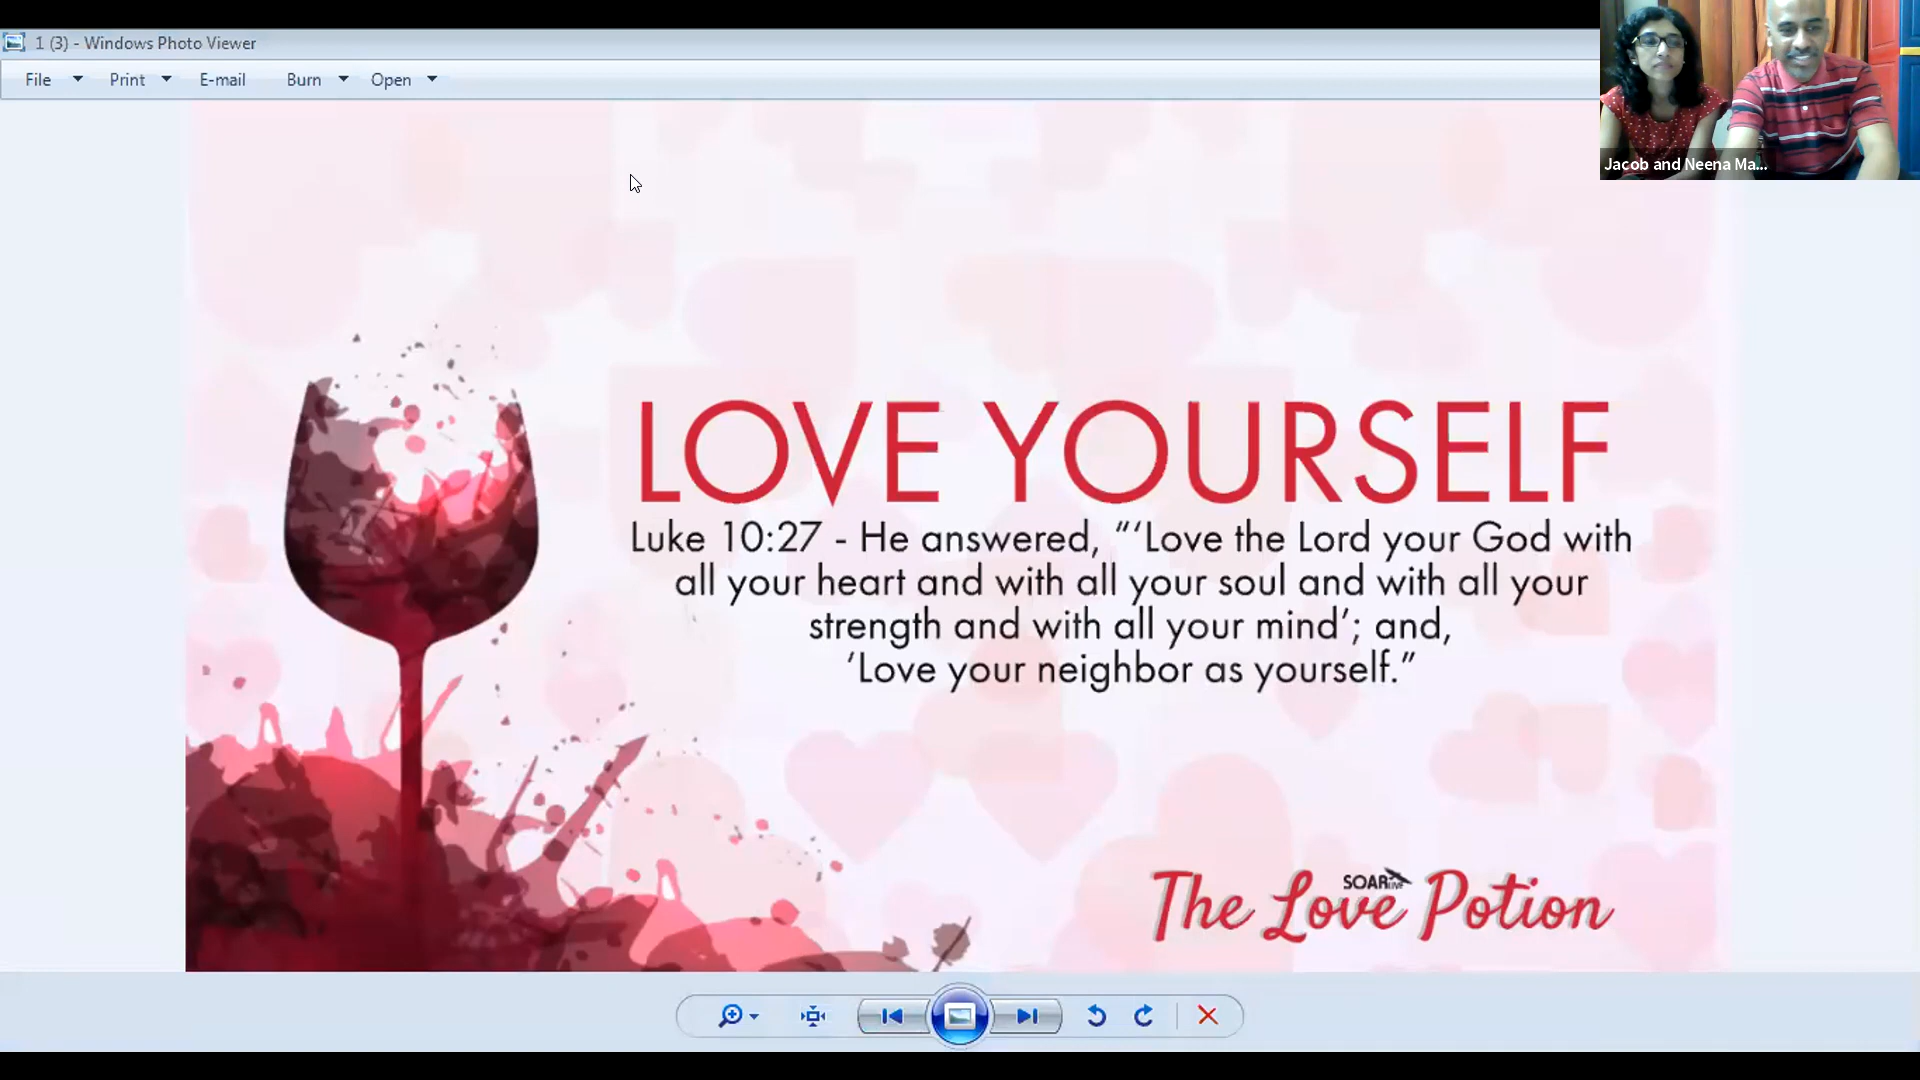 1 (3) - Windows Photo Viewer
File Print E-mail Burn Open
Jacob and Neena Ma...
LOVE YOURSELF
Luke 10:27 - He answered, “‘Love the Lord your God with
all your heart and with all your soul and with all your
strength and with all your mind’; and,
‘Love your neighbor as yourself.”
SOAR LIVE
The Love Potion